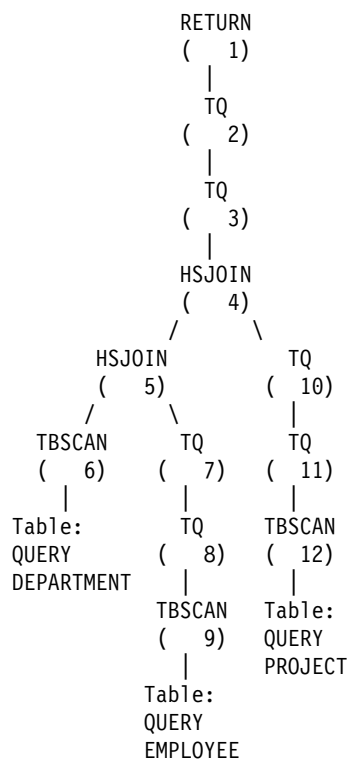 RETURN
( 1)
|
TQ
( 2)
|
TQ
( 3)
|
HSJOIN
( 4)
/ \
HSJOIN TQ
( 5) ( 10)
/ \ |
TBSCAN TQ TQ
( 6) ( 7) ( 11)
| | |
Table: TQ TBSCAN
QUERY ( 8) ( 12)
DEPARTMENT | |
TBSCAN Table:
( 9) QUERY
| PROJECT
Table:
QUERY
EMPLOYEE